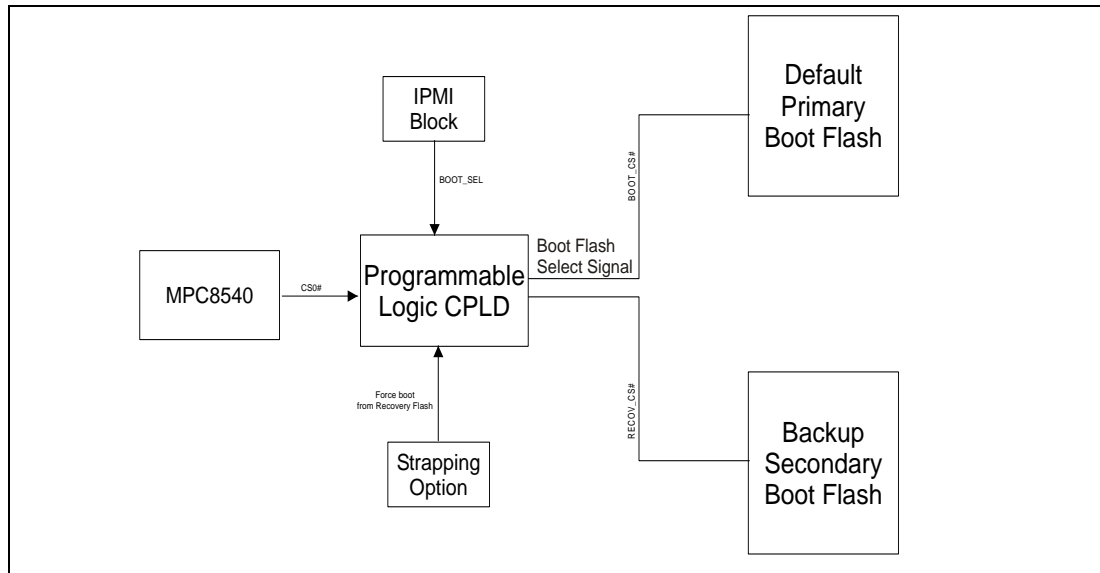 Default
Primary
Boot Flash
IPMI
Block
BOOT_SEL
BOOT_CS#
Boot Flash
Select Signal
MPC8540
CS0#
Programmable
Logic CPLD
Force boot
from Recovery Flash
RECOV_CS#
Strapping
Option
Backup
Secondary
Boot Flash